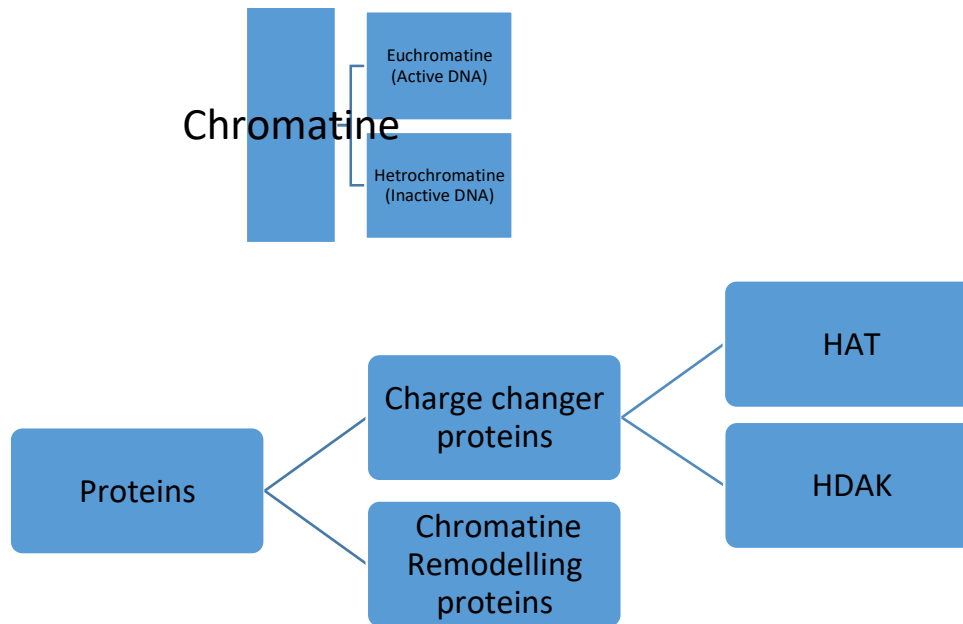 Chromatine
Euchromatine
(Active DNA)
Hetrochromatine
(Inactive DNA)
Proteins
Charge changer
proteins
Chromatine
Remodelling
proteins
HAT
HDAK